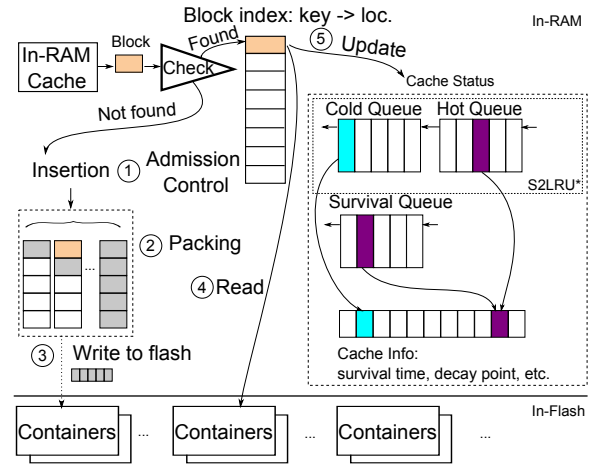 Block index: key -> loc.
In-RAM
In-RAM
Cache
Block
Check
Found
5 Update
Cache Status
Not found
Cold Queue Hot Queue
Insertion 1 Admission
Control
S2LRU*
Survival Queue
2 Packing
4 Read
3 Write to flash
Cache Info:
survival time, decay point, etc.
In-Flash
Containers ... Containers ... Containers ...
...